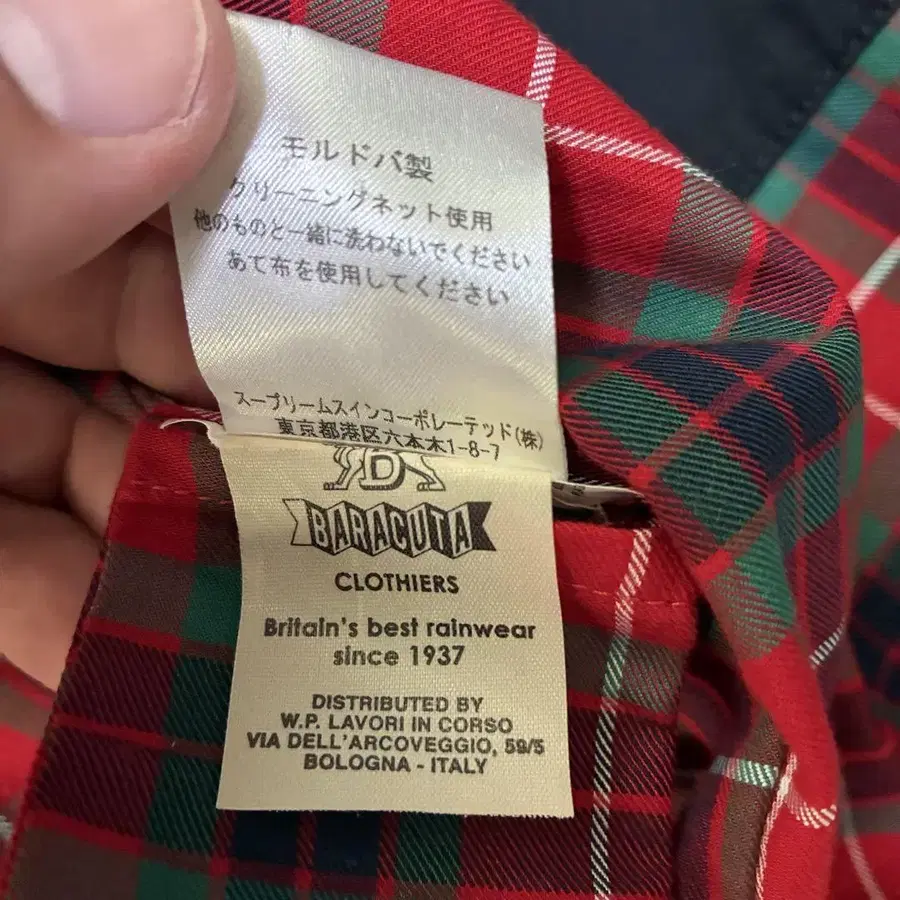 モルドバ製
クリーニングネット使用
他のものと一緒に洗わないでください
あて布を使用してください
スープリームスインコーポレーテッド(株)
東京都港区六本木1-8-7
D
BARACUTA
CLOTHIERS
Britain's best rainwear
since 1937
DISTRIBUTED BY
W.P. LAVORI IN CORSO
VIA DELL'ARCOVEGGIO, 59/5
BOLOGNA - ITALY